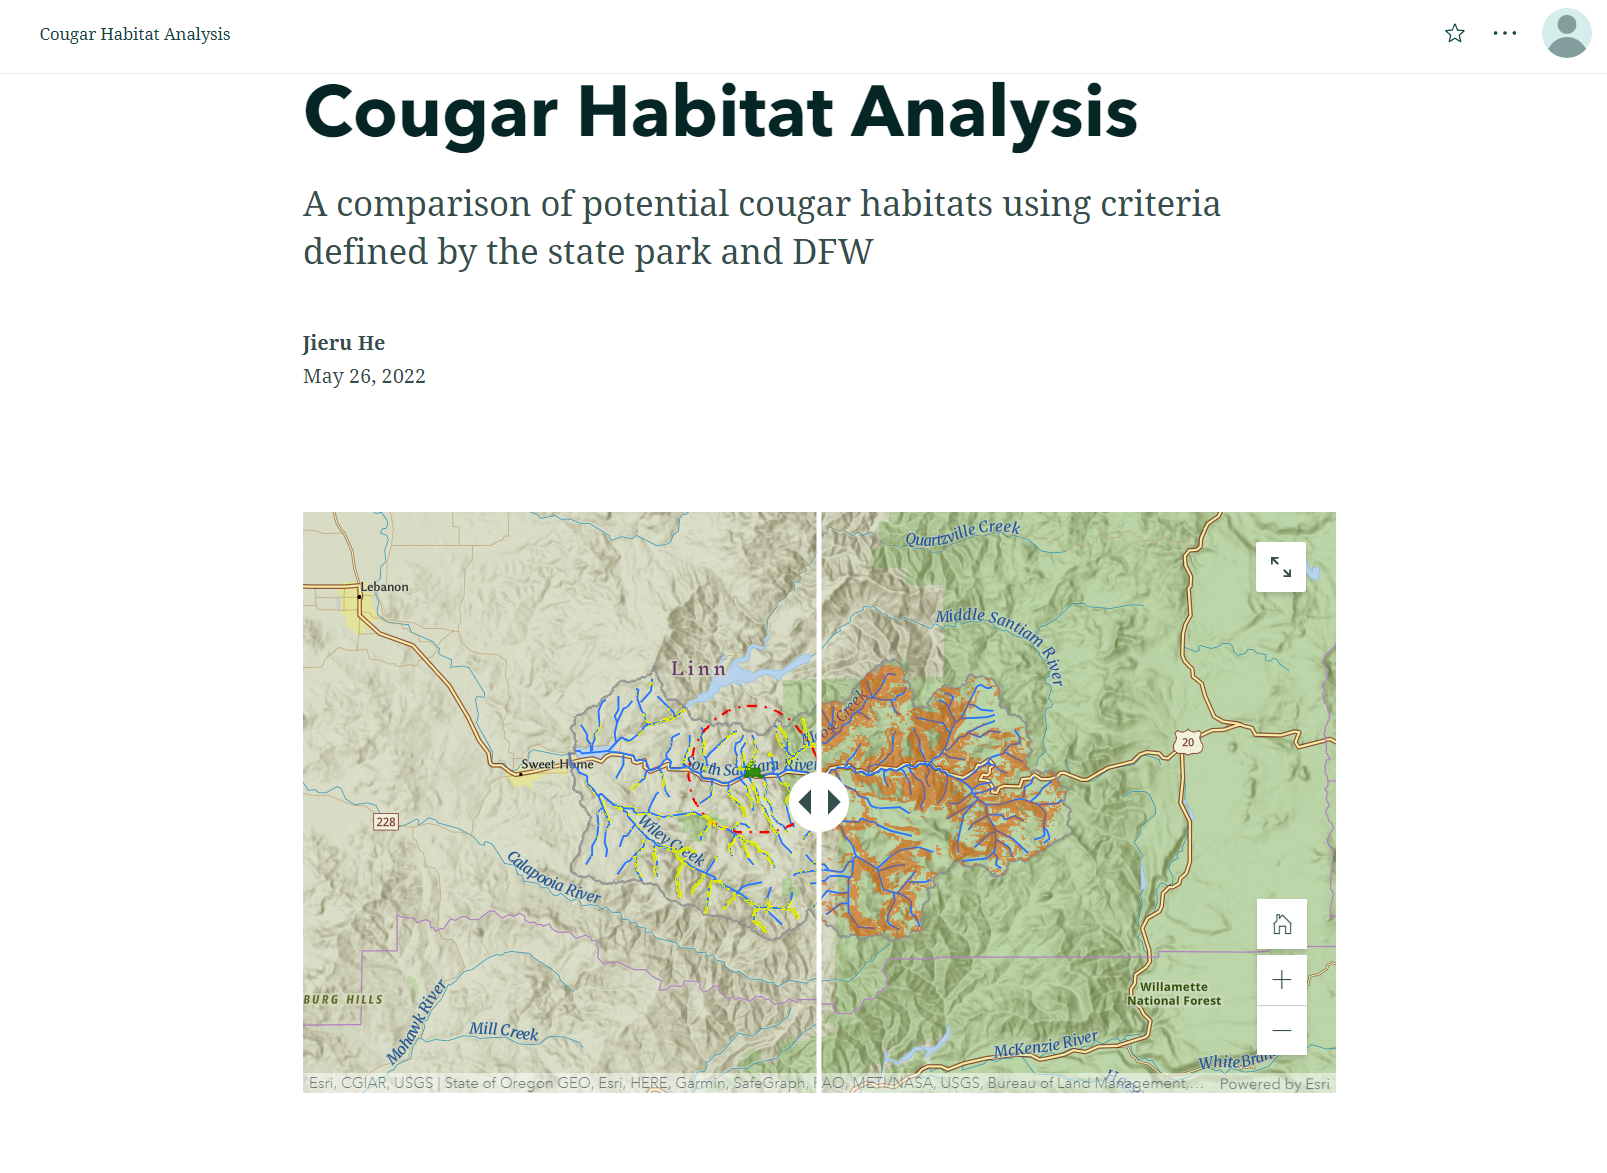 Cougar Habitat Analysis
Cougar Habitat Analysis
A comparison of potential cougar habitats using criteria
defined by the state park and DFW
Jieru He
May 26, 2022
Quartzville Creek
Lebanon
Middle Santiam River
Linn
Creek
20
South Santiam River
Sweet Home
228
Wiley Creek
Calapooia River
BURG HILLS
Willamette
National Forest
Mohawk River
Mill Creek
McKenzie River
White
Esri, CGIAR, USGS | State of Oregon GEO, Esri, HERE, Garmin, SafeGraph, FAO, METI/NASA, USGS, Bureau of Land Management,...
Powered by Esri